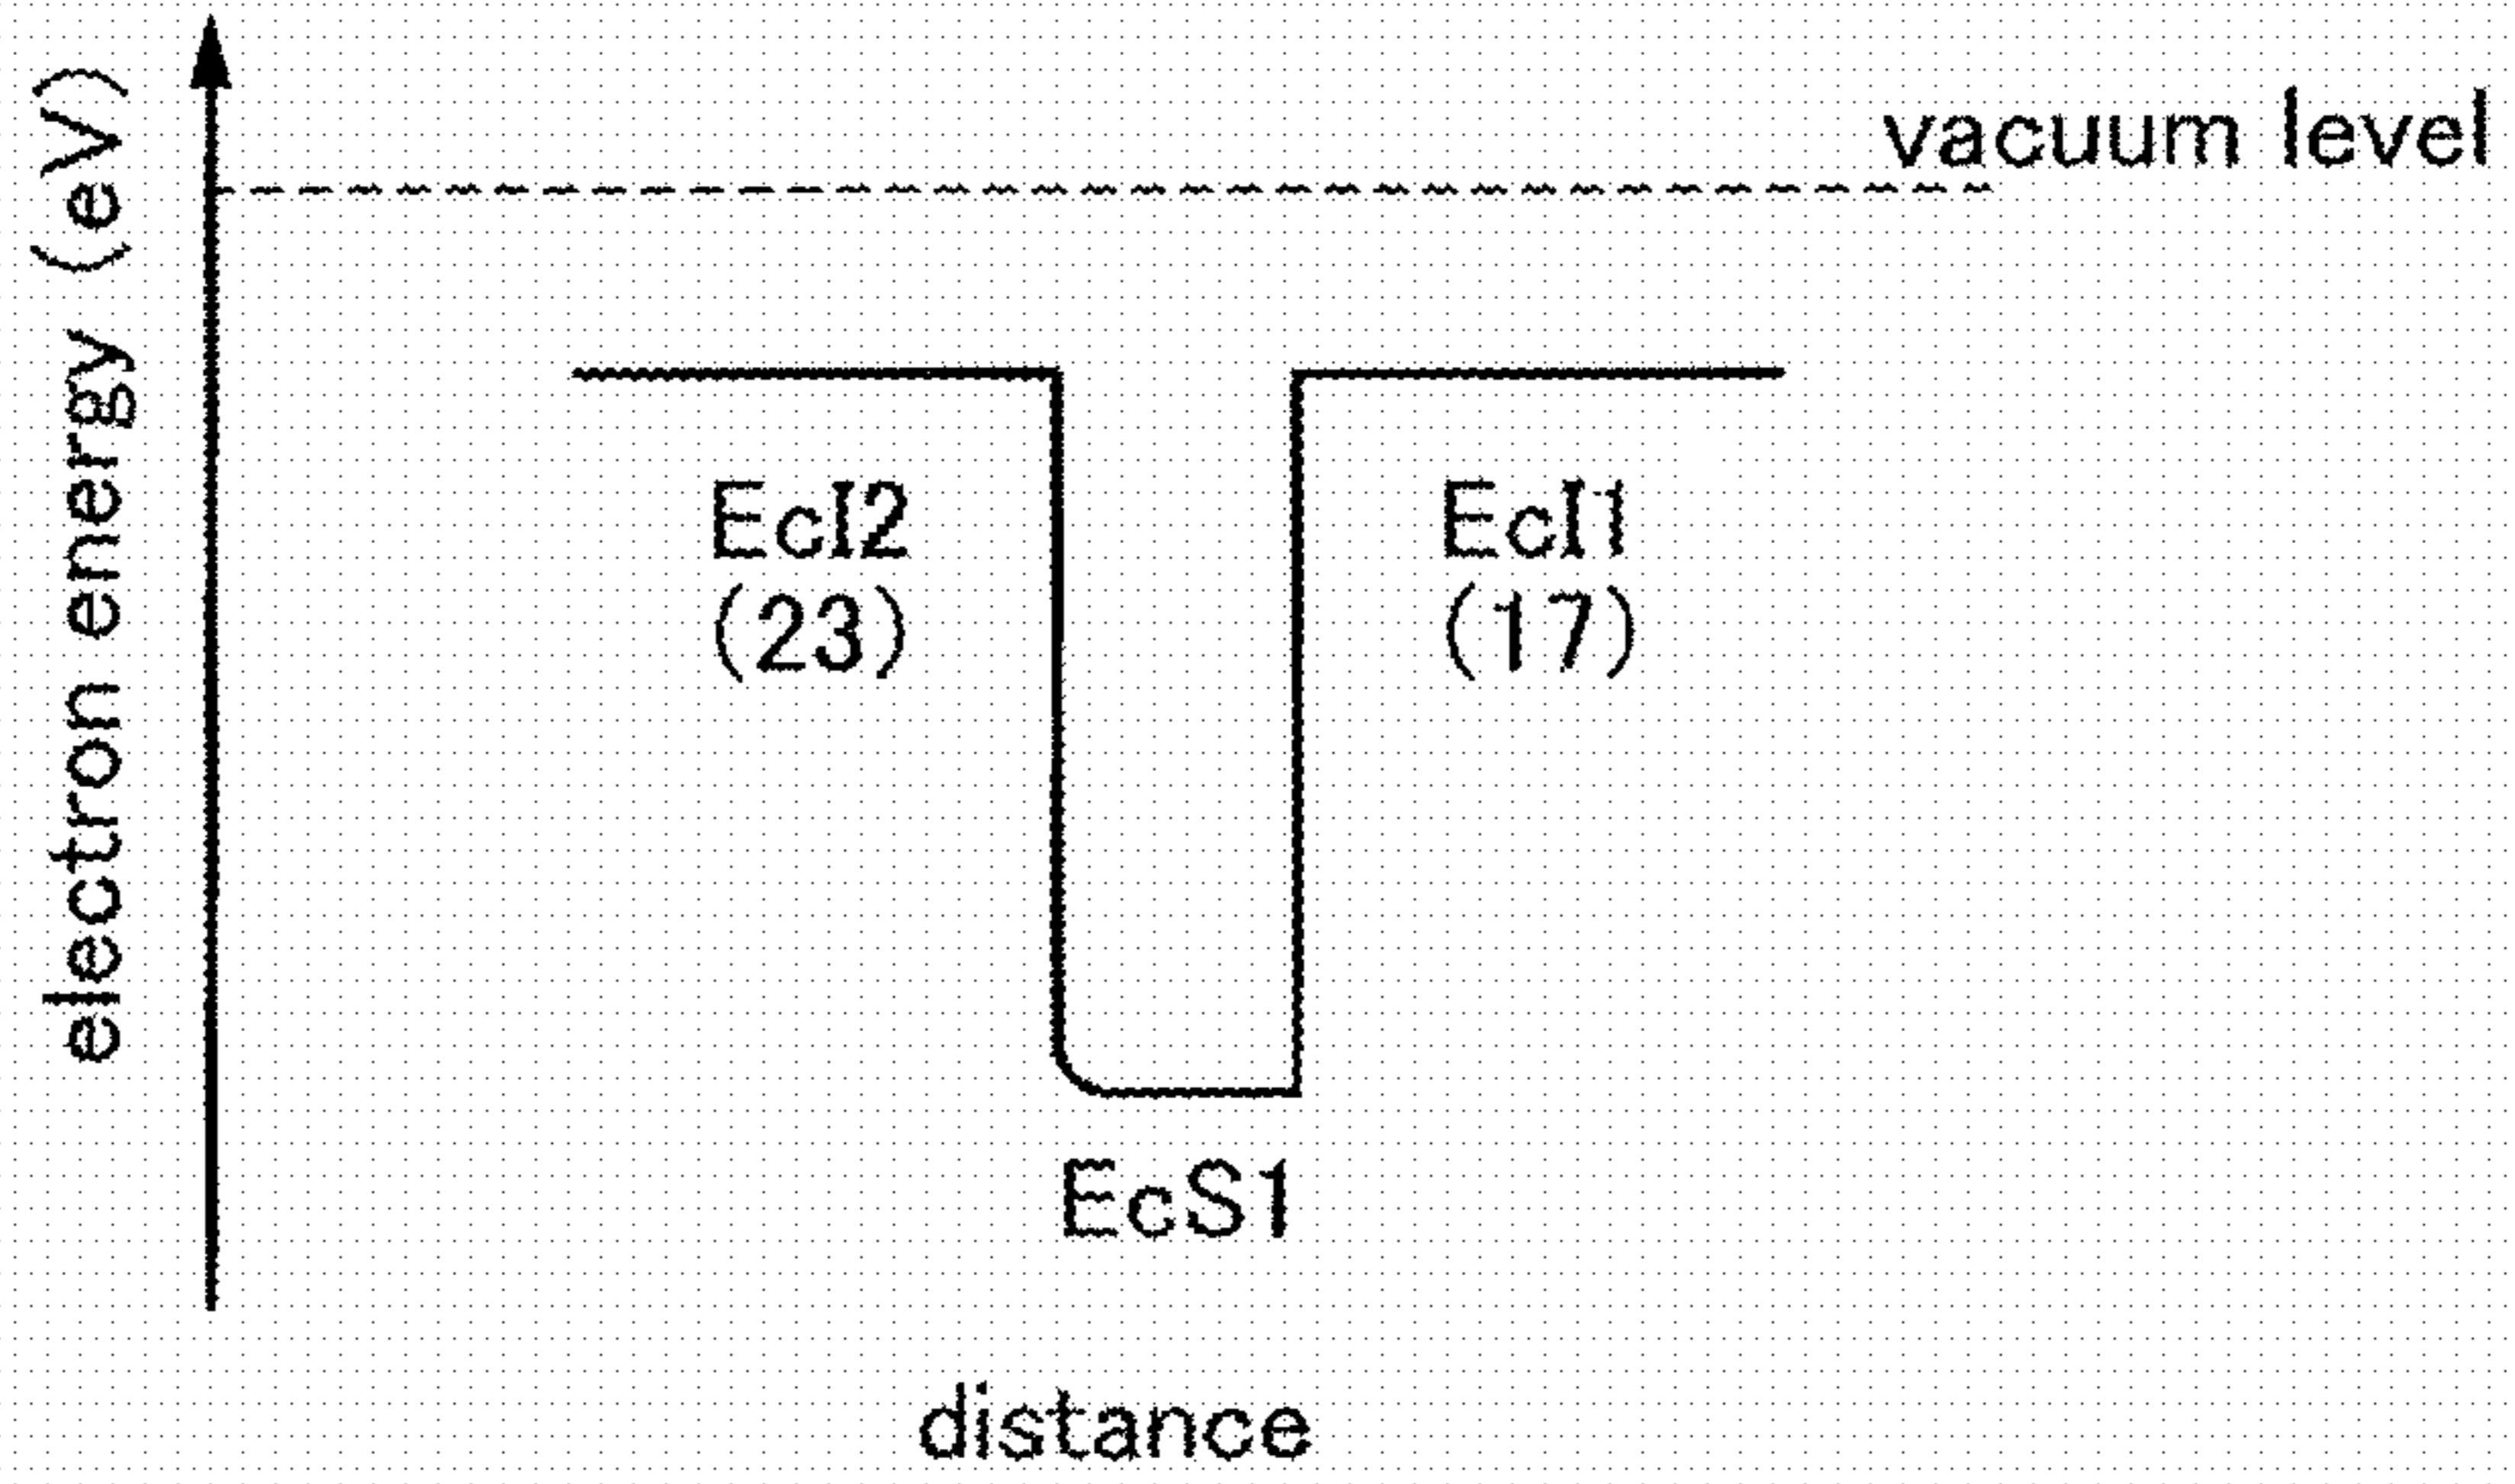 electron energy (eV)
vacuum level
EcI2
(23)
EcI1
(17)
EcS1
distance